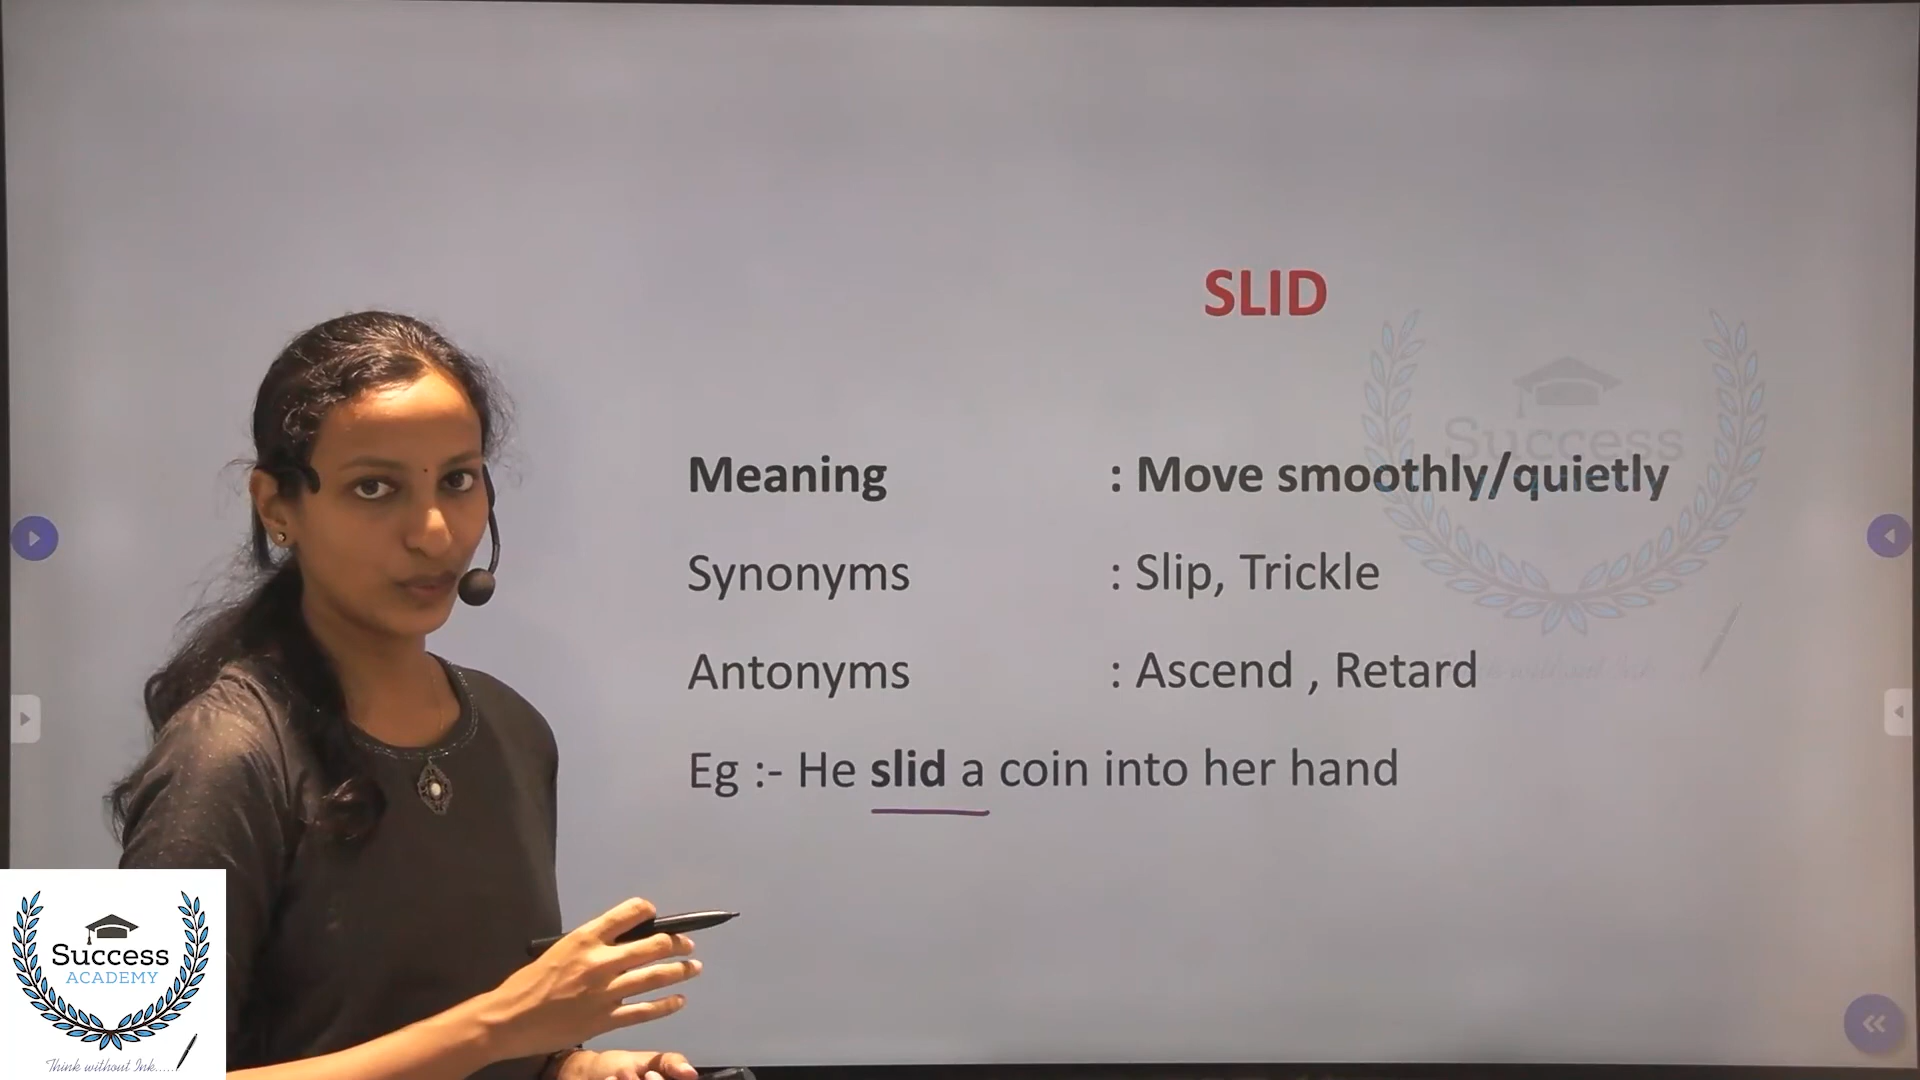 SLID
Success
Meaning : Move smoothly/quietly
Synonyms : Slip, Trickle
Antonyms : Ascend , Retard
Eg :- He slid a coin into her hand
Success
ACADEMY
Think without Ink.....